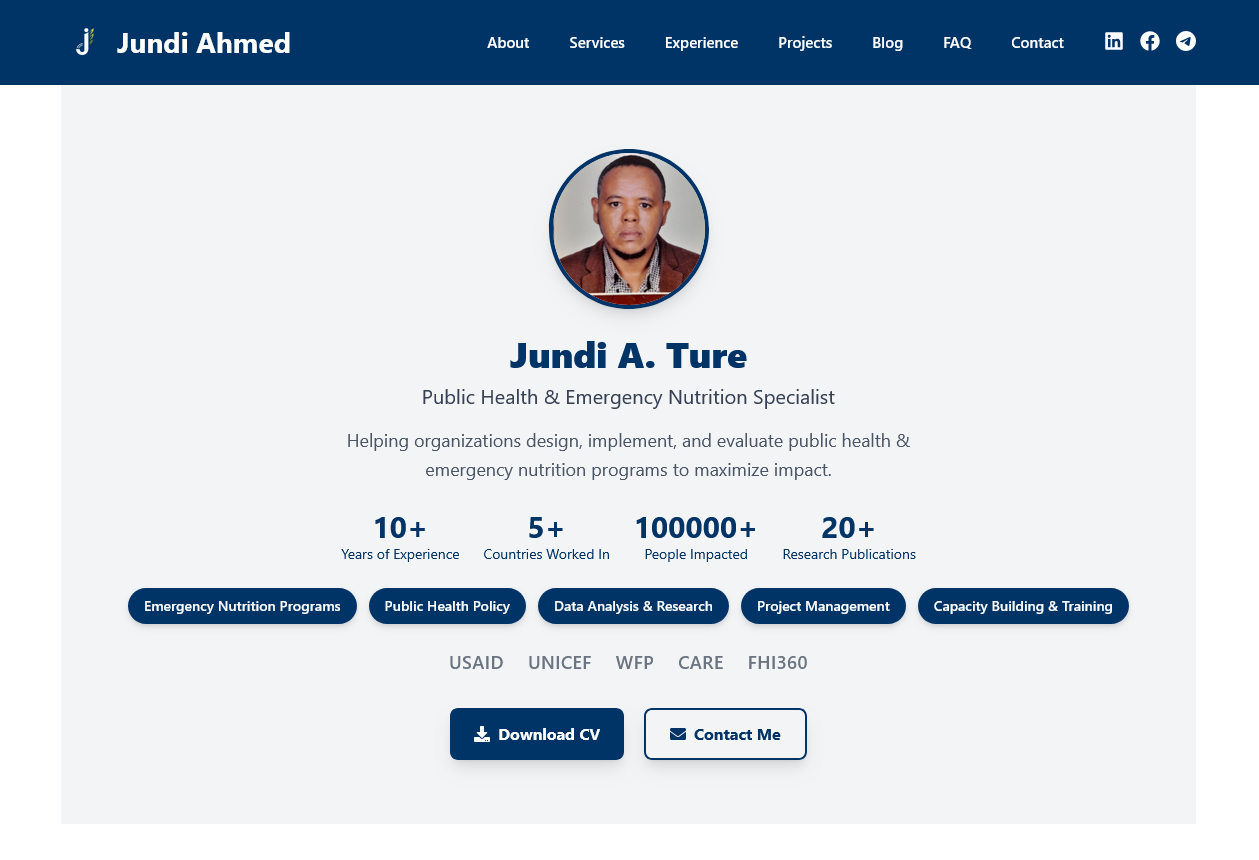 Jundi Ahmed
About Services Experience Projects Blog FAQ Contact
Jundi A. Ture
Public Health & Emergency Nutrition Specialist
Helping organizations design, implement, and evaluate public health &
emergency nutrition programs to maximize impact.
10+ 5+ 100000+ 20+
Years of Experience Countries Worked In People Impacted Research Publications
Emergency Nutrition Programs Public Health Policy Data Analysis & Research Project Management Capacity Building & Training
USAID UNICEF WFP CARE FHI360
Download CV Contact Me